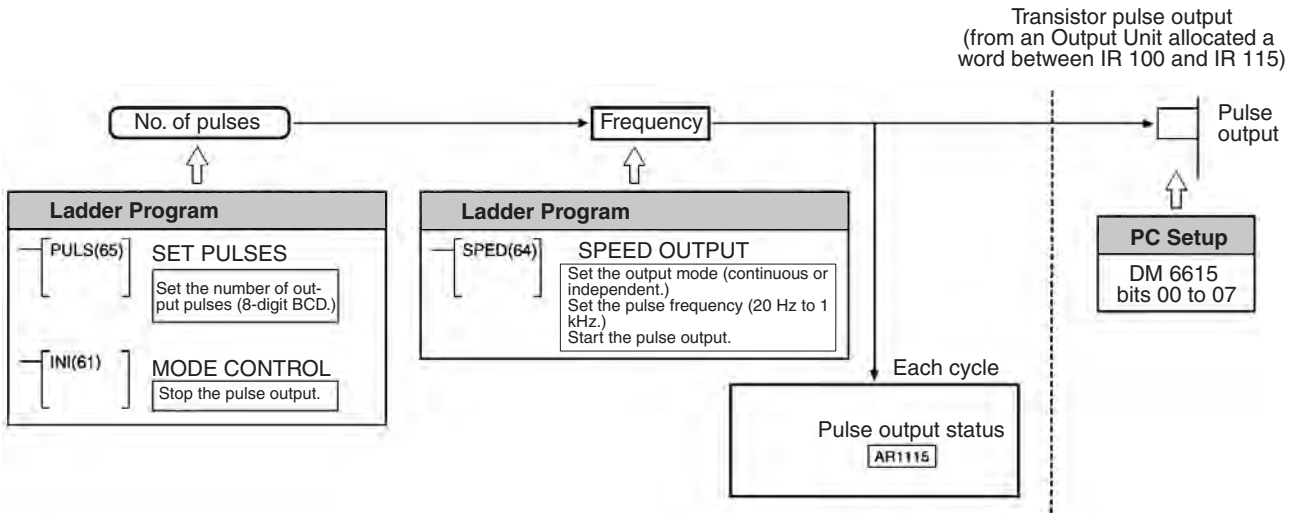 Transistor pulse output
(from an Output Unit allocated a
word between IR 100 and IR 115)
No. of pulses
Frequency
Pulse
output
Ladder Program
PULS(65)
SET PULSES
Set the number of out-
put pulses (8-digit BCD.)
INI(61)
MODE CONTROL
Stop the pulse output.
Ladder Program
SPED(64)
SPEED OUTPUT
Set the output mode (continuous or
independent.)
Set the pulse frequency (20 Hz to 1
kHz.)
Start the pulse output.
PC Setup
DM 6615
bits 00 to 07
Each cycle
Pulse output status
AR1115